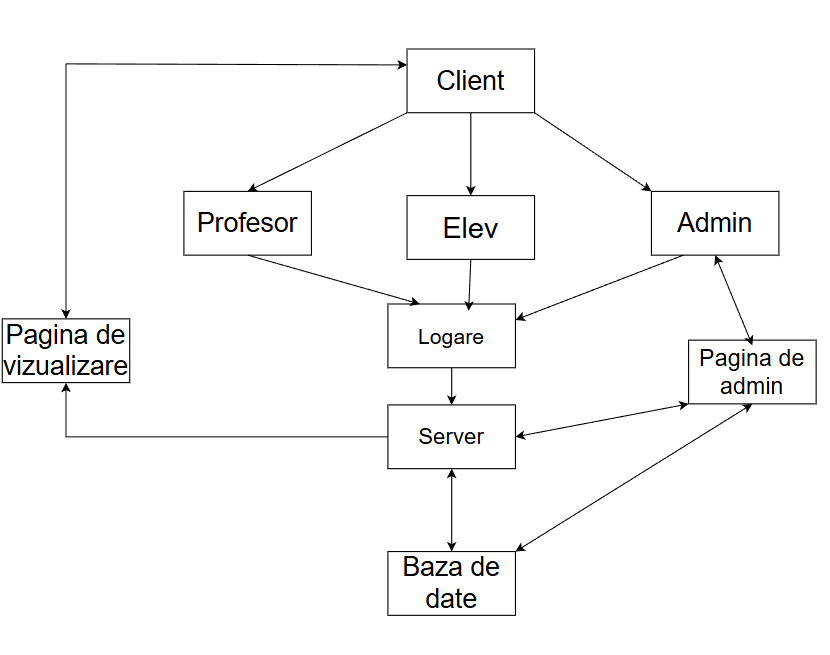 Client
Profesor
Elev
Admin
Pagina de
vizualizare
Logare
Pagina de
admin
Server
Baza de
date